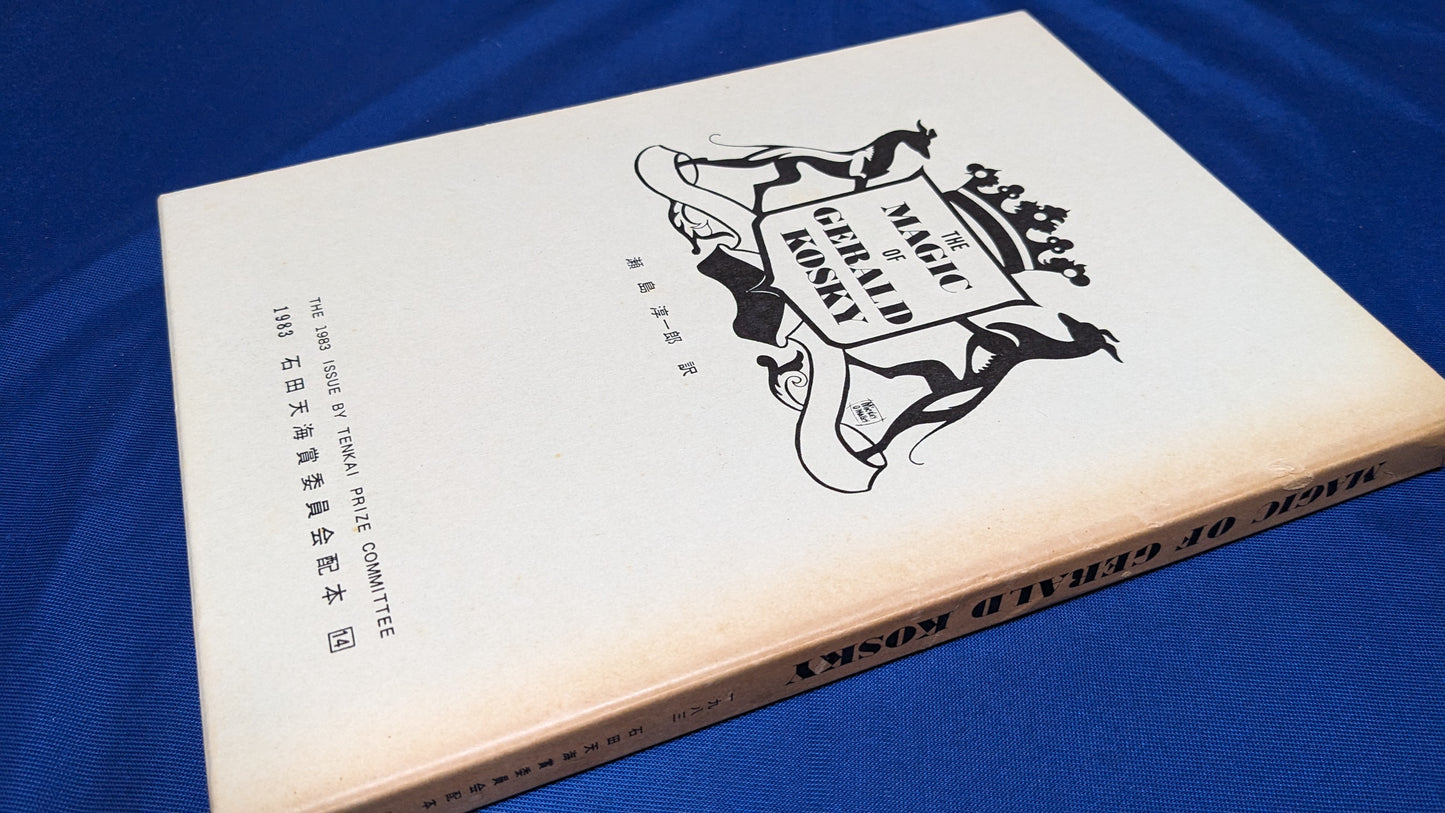 THE
MAGIC
OF
GERALD
KOSKY
瀬島 淳一郎 訳
THE 1983 ISSUE BY TENKAI PRIZE COMMITTEE
1983 石田天海賞委員会配本 14
MAGIC OF GERALD KOSKY
一九八三 石田天海賞委員会配本